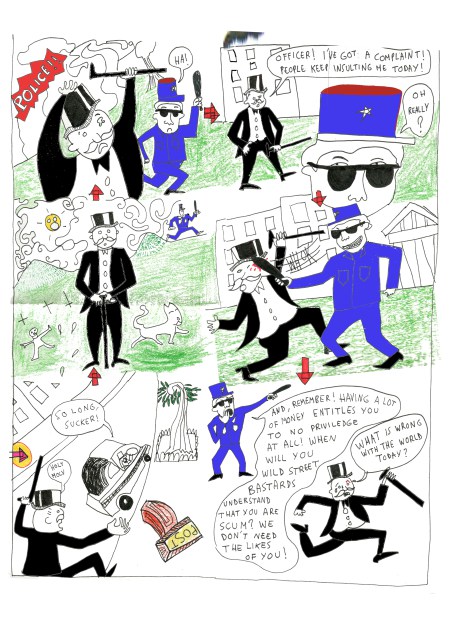 POLICE!!
HA!
OFFICER! I'VE GOT A COMPLAINT!
PEOPLE KEEP INSULTING ME TODAY!
OH
REALLY
?
SO LONG,
SUCKER!
HOLY
MOLY
POST
AND, REMEMBER! HAVING A LOT
OF MONEY ENTITLES YOU
TO NO PRIVILEDGE
AT ALL! WHEN
WILL YOU
WILD STREET
BASTARDS
UNDERSTAND
THAT YOU ARE
SCUM? WE
DON'T NEED
THE LIKES
OF YOU!
WHAT IS WRONG
WITH THE WORLD
TODAY?